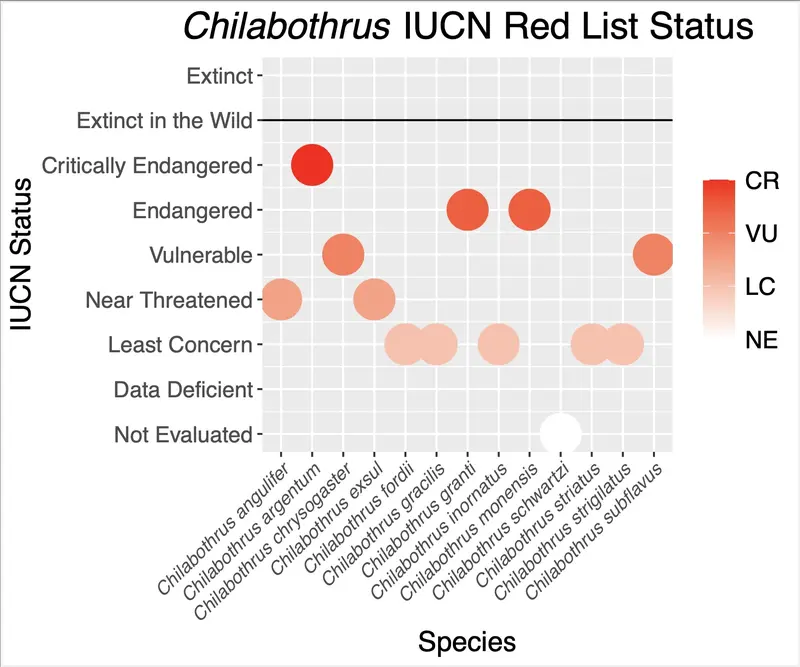 Chilabothrus IUCN Red List Status
IUCN Status
Extinct
Extinct in the Wild
Critically Endangered
Endangered
Vulnerable
Near Threatened
Least Concern
Data Deficient
Not Evaluated
CR
VU
LC
NE
Chilabothrus angulifer
Chilabothrus argentum
Chilabothrus chrysogaster
Chilabothrus exsul
Chilabothrus fordii
Chilabothrus gracilis
Chilabothrus granti
Chilabothrus inornatus
Chilabothrus monensis
Chilabothrus schwartzi
Chilabothrus striatus
Chilabothrus strigilatus
Chilabothrus subflavus
Species